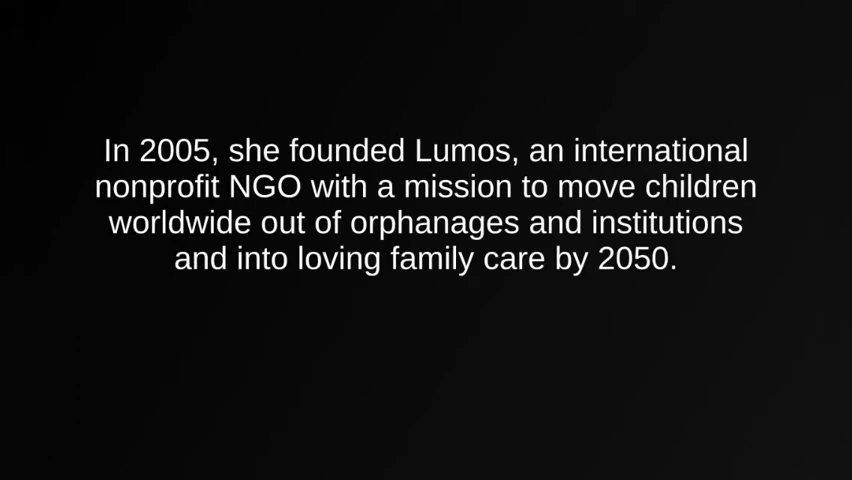 In 2005, she founded Lumos, an international
nonprofit NGO with a mission to move children
worldwide out of orphanages and institutions
and into loving family care by 2050.